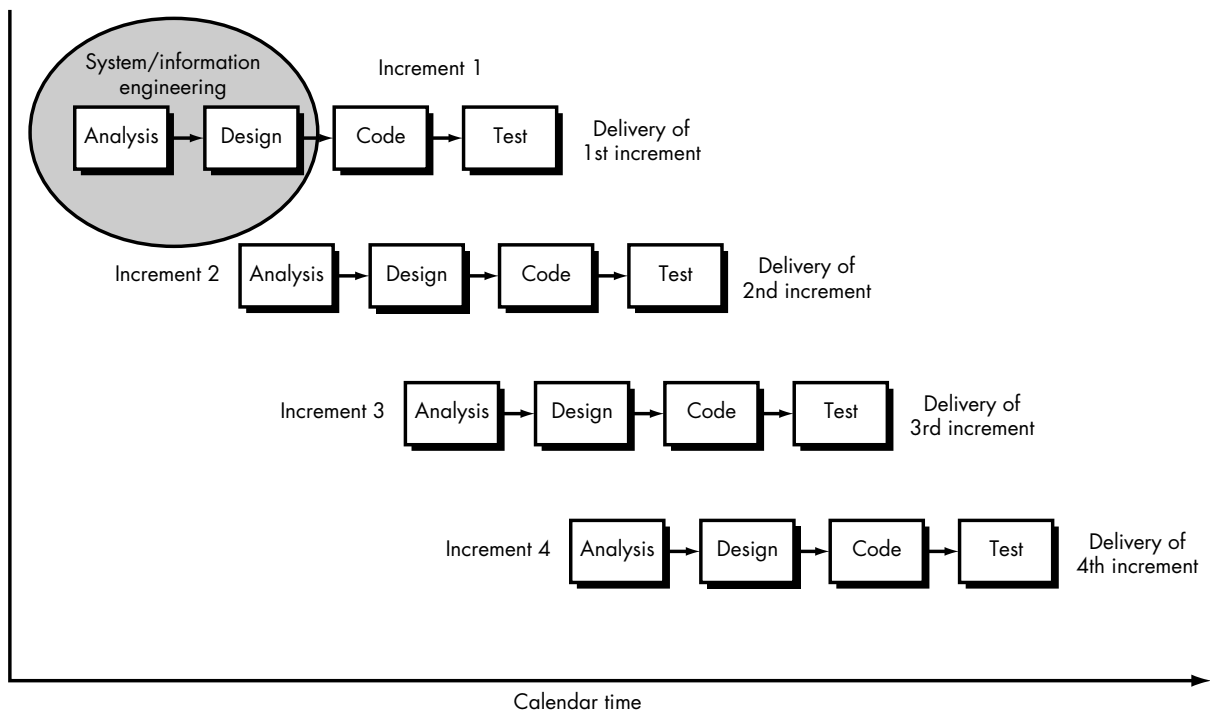 System/information
engineering
Increment 1
Analysis
Design
Code
Test
Delivery of
1st increment
Increment 2
Analysis
Design
Code
Test
Delivery of
2nd increment
Increment 3
Analysis
Design
Code
Test
Delivery of
3rd increment
Increment 4
Analysis
Design
Code
Test
Delivery of
4th increment
Calendar time